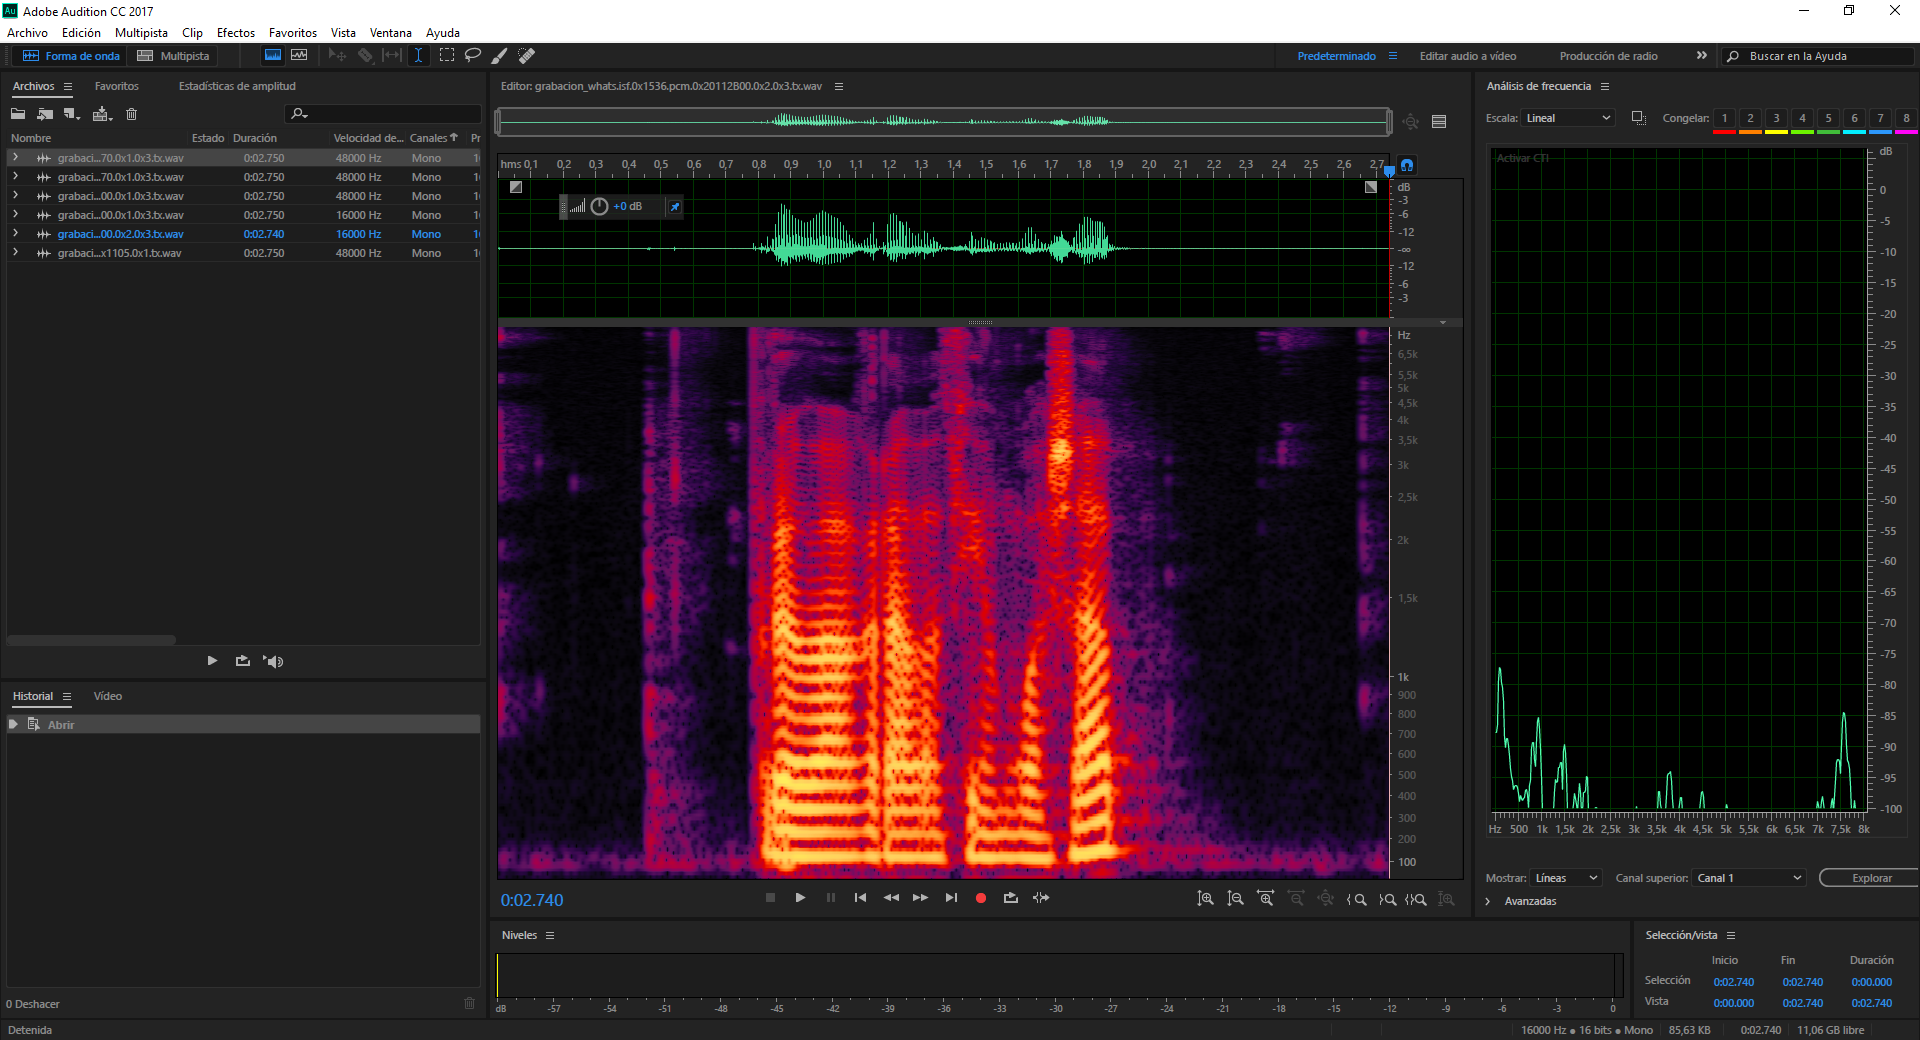 Au Adobe Audition CC 2017
Archivo Edición Multipista Clip Efectos Favoritos Vista Ventana Ayuda
Forma de onda Multipista Predeterminado Editar audio a vídeo Producción de radio Buscar en la Ayuda
Archivos Favoritos Estadísticas de amplitud
Nombre Estado Duración Velocidad de... Canales
grabaci...70.0x1.0x3.tx.wav 0:02.750 48000 Hz Mono
grabaci...70.0x1.0x3.tx.wav 0:02.750 48000 Hz Mono
grabaci...00.0x1.0x3.tx.wav 0:02.750 48000 Hz Mono
grabaci...00.0x1.0x3.tx.wav 0:02.750 16000 Hz Mono
grabaci...00.0x2.0x3.tx.wav 0:02.740 16000 Hz Mono
grabaci...x1105.0x1.tx.wav 0:02.750 48000 Hz Mono
Historial Vídeo
Abrir
0 Deshacer
Detenida
Editor: grabacion_whats.isf.0x1536.pcm.0x20112B00.0x2.0x3.tx.wav
hms 0,1 0,2 0,3 0,4 0,5 0,6 0,7 0,8 0,9 1,0 1,1 1,2 1,3 1,4 1,5 1,6 1,7 1,8 1,9 2,0 2,1 2,2 2,3 2,4 2,5 2,6 2,7
+0 dB
dB
-3
-6
-12
-∞
-12
-6
-3
Hz
6,5k
5,5k
5k
4,5k
4k
3,5k
3k
2,5k
2k
1,5k
1k
900
800
700
600
500
400
300
200
100
0:02.740
Niveles
dB -57 -54 -51 -48 -45 -42 -39 -36 -33 -30 -27 -24 -21 -18 -15 -12 -9 -6 -3 0
Análisis de frecuencia
Escala: Lineal Congelar: 1 2 3 4 5 6 7 8
Activar CTI
dB
0
-5
-10
-15
-20
-25
-30
-35
-40
-45
-50
-55
-60
-65
-70
-75
-80
-85
-90
-95
-100
Hz 500 1k 1,5k 2k 2,5k 3k 3,5k 4k 4,5k 5k 5,5k 6k 6,5k 7k 7,5k 8k
Mostrar: Líneas Canal superior: Canal 1 Explorar
Avanzadas
Selección/vista
Inicio Fin Duración
Selección 0:02.740 0:02.740 0:00.000
Vista 0:00.000 0:02.740 0:02.740
16000 Hz ● 16 bits ● Mono 85,63 KB 0:02.740 11,06 GB libre